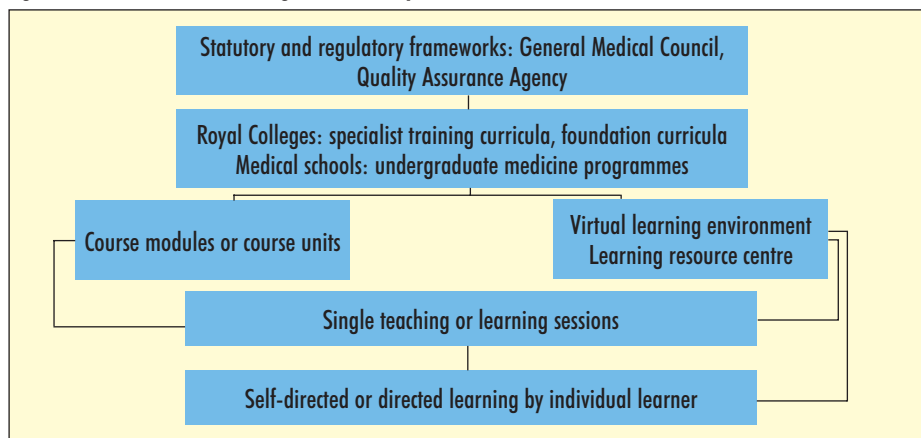 Statutory and regulatory frameworks: General Medical Council,
Quality Assurance Agency
Royal Colleges: specialist training curricula, foundation curricula
Medical schools: undergraduate medicine programmes
Course modules or course units
Virtual learning environment
Learning resource centre
Single teaching or learning sessions
Self-directed or directed learning by individual learner